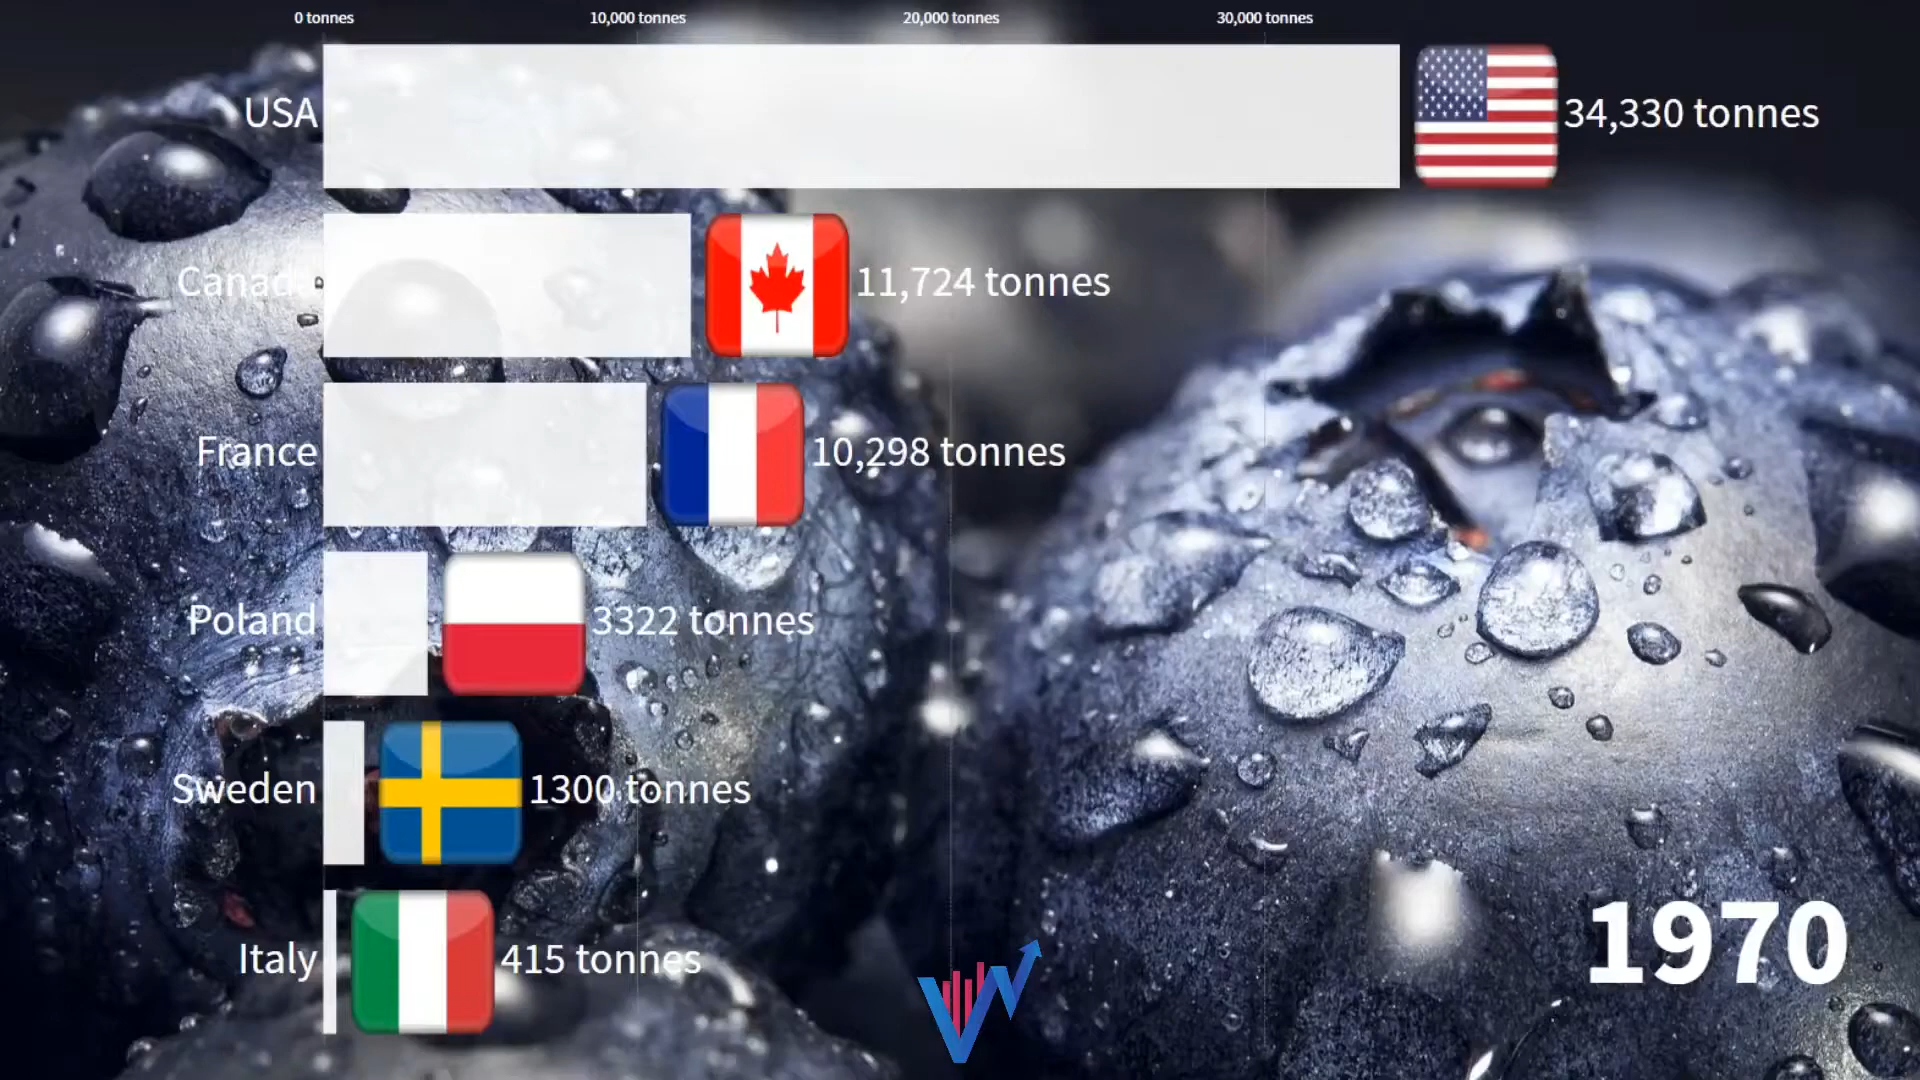 0 tonnes 10,000 tonnes 20,000 tonnes 30,000 tonnes
USA 34,330 tonnes
Canada 11,724 tonnes
France 10,298 tonnes
Poland 3322 tonnes
Sweden 1300 tonnes
Italy 415 tonnes
1970